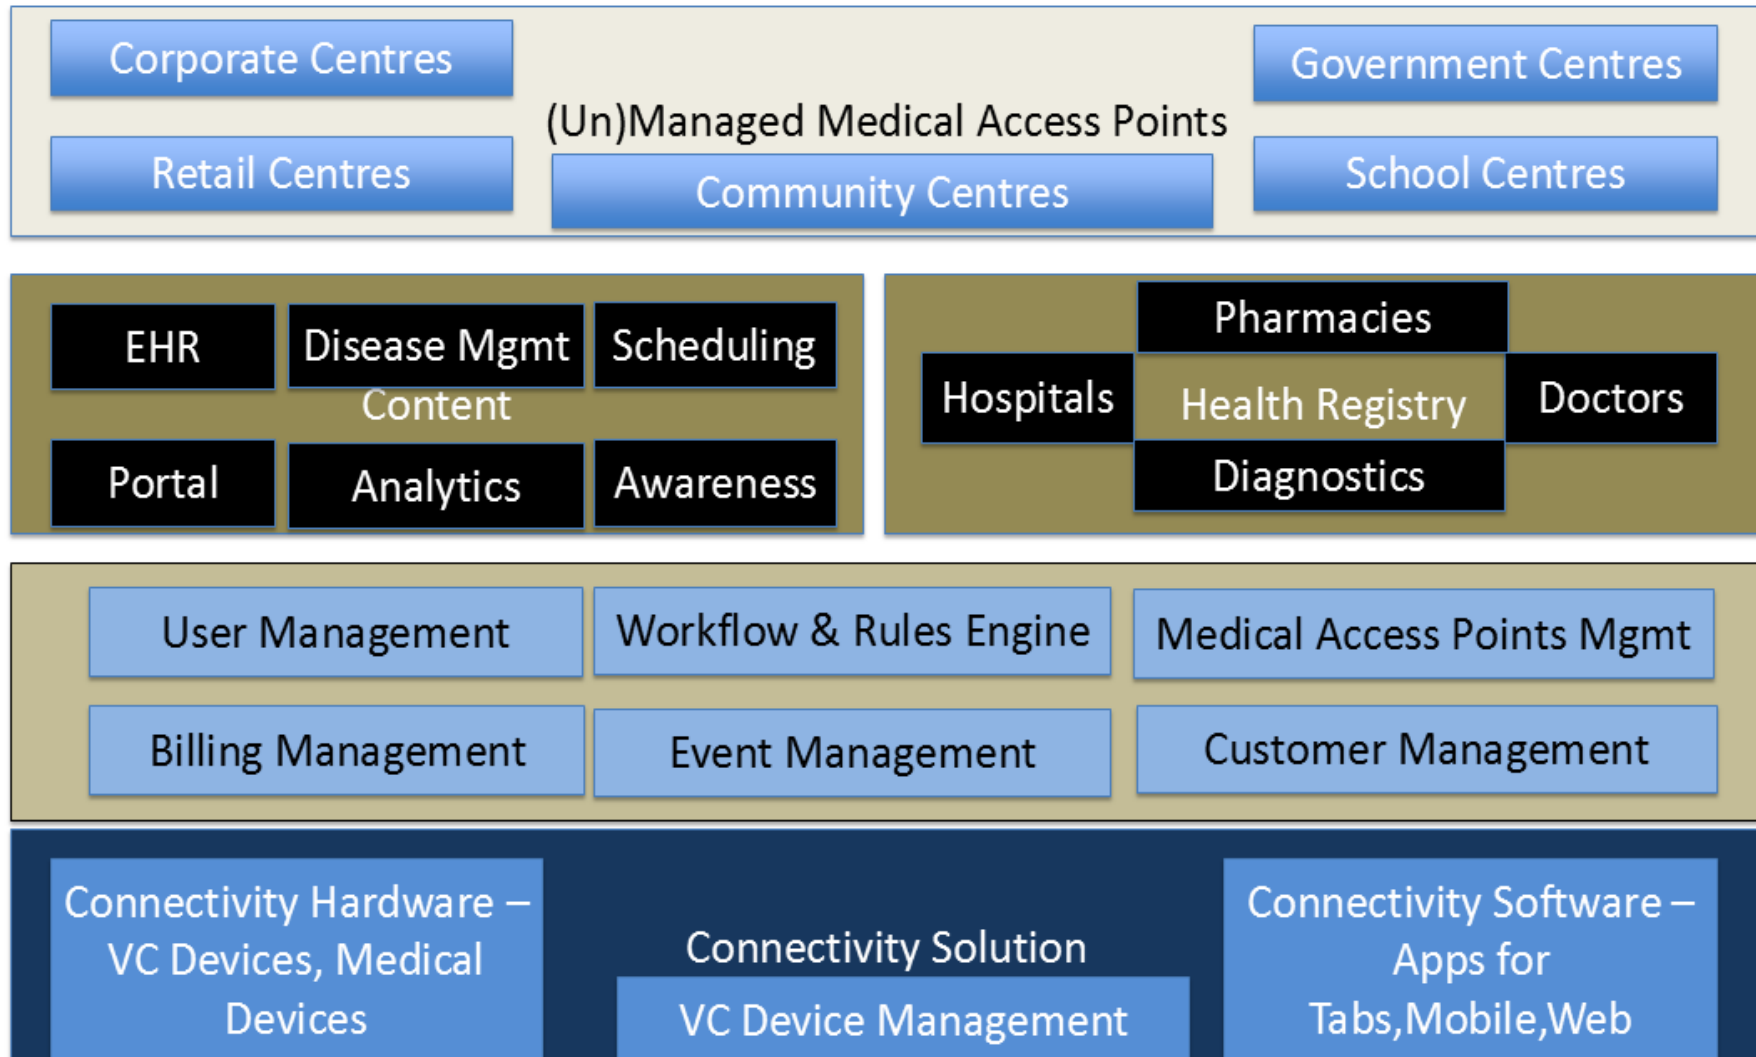 Corporate Centres
Government Centres
(Un)Managed Medical Access Points
Retail Centres
Community Centres
School Centres
EHR
Disease Mgmt
Scheduling
Content
Portal
Analytics
Awareness
Pharmacies
Hospitals
Health Registry
Doctors
Diagnostics
User Management
Workflow & Rules Engine
Medical Access Points Mgmt
Billing Management
Event Management
Customer Management
Connectivity Hardware –
VC Devices, Medical
Devices
Connectivity Solution
VC Device Management
Connectivity Software –
Apps for
Tabs,Mobile,Web